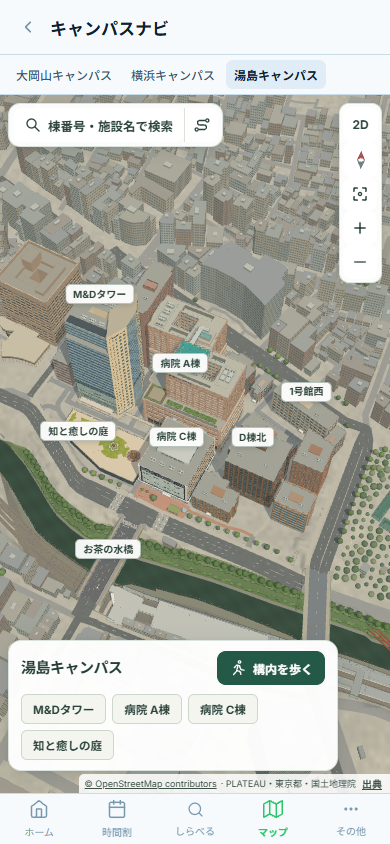 キャンパスナビ
大岡山キャンパス 横浜キャンパス 湯島キャンパス
棟番号・施設名で検索
2D
M&Dタワー
病院 A棟
1号館西
知と癒しの庭
病院 C棟
D棟北
お茶の水橋
湯島キャンパス
構内を歩く
M&Dタワー
病院 A棟
病院 C棟
知と癒しの庭
© OpenStreetMap contributors ・PLATEAU・東京都・国土地理院 出典
ホーム 時間割 しらべる マップ その他